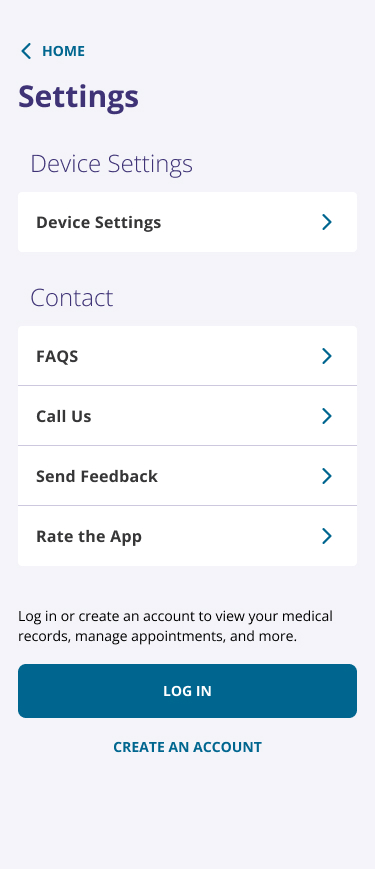 HOME
Settings
Device Settings
Device Settings
Contact
FAQS
Call Us
Send Feedback
Rate the App
Log in or create an account to view your medical
records, manage appointments, and more.
LOG IN
CREATE AN ACCOUNT